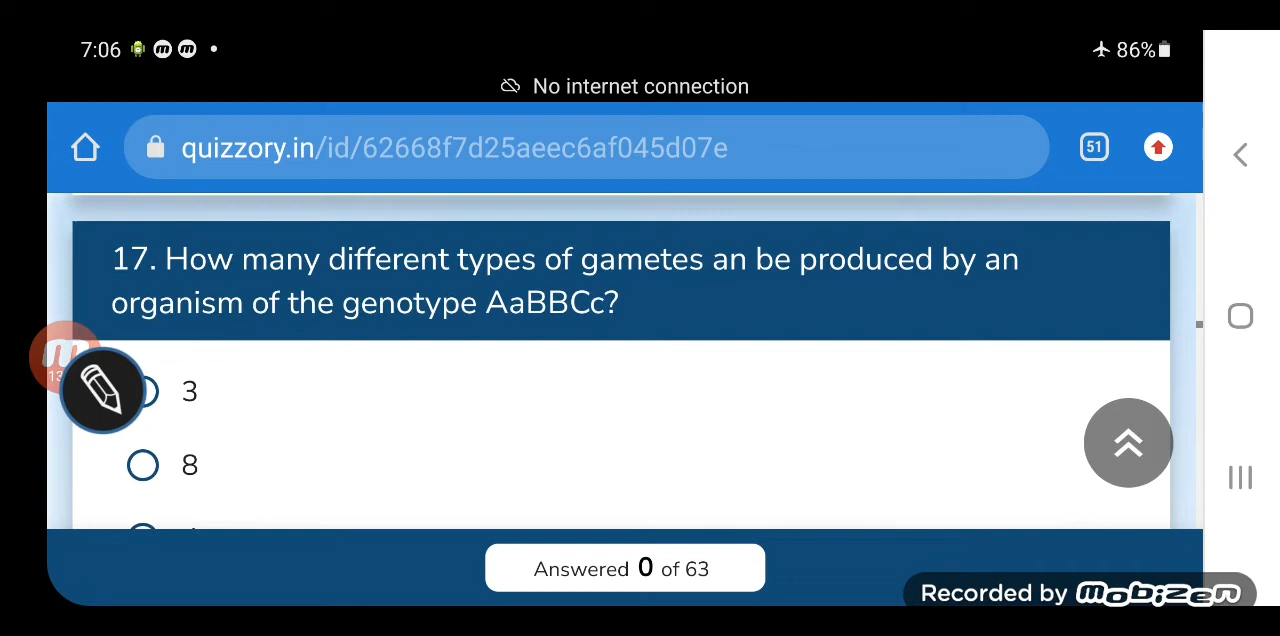 7:06
86%
No internet connection
quizzory.in/id/62668f7d25aeec6af045d07e
51
17. How many different types of gametes an be produced by an
organism of the genotype AaBBCc?
3
8
Answered 0 of 63
Recorded by mobizen